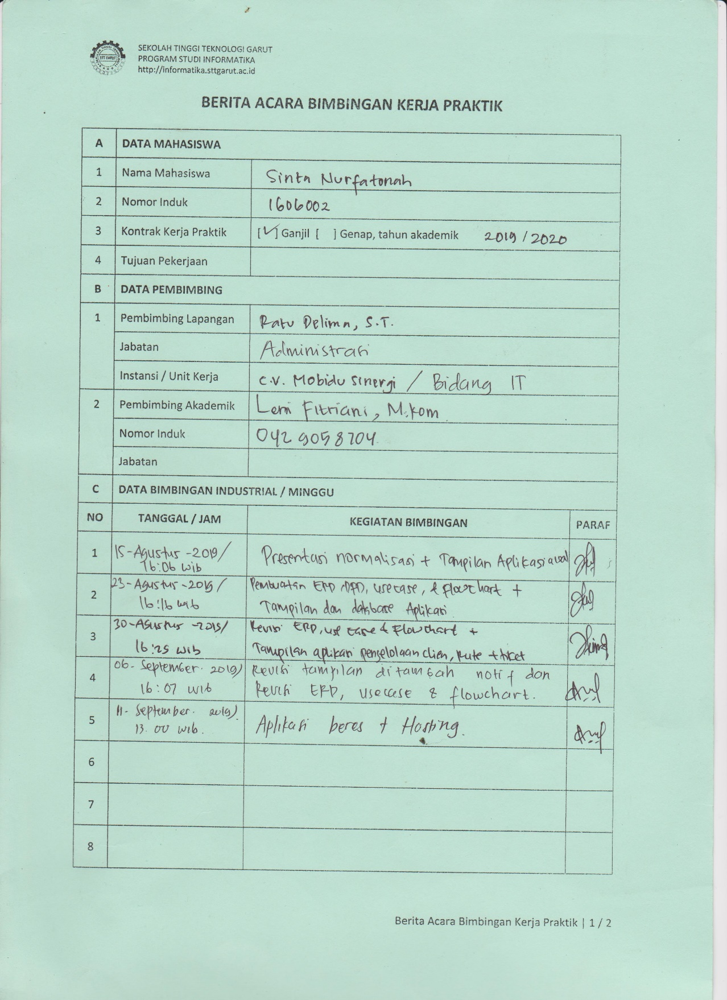 SEKOLAH TINGGI TEKNOLOGI GARUT
PROGRAM STUDI INFORMATIKA
http://informatika.sttgarut.ac.id
STT GARUT
BERITA ACARA BIMBINGAN KERJA PRAKTIK
A DATA MAHASISWA
1 Nama Mahasiswa Sinta Nurfatonah
2 Nomor Induk 1606002
3 Kontrak Kerja Praktik [✓] Ganjil [ ] Genap, tahun akademik 2019 / 2020
4 Tujuan Pekerjaan
B DATA PEMBIMBING
1 Pembimbing Lapangan Ratu Delima, S.T.
Jabatan Administrasi
Instansi / Unit Kerja C.V. Mobidu Sinergi / Bidang IT
2 Pembimbing Akademik Leni Fitriani, M.kom
Nomor Induk 0429058704
Jabatan
C DATA BIMBINGAN INDUSTRIAL / MINGGU
NO TANGGAL / JAM KEGIATAN BIMBINGAN PARAF
1 15-Agustus-2019/ Presentasi normalisasi + Tampilan Aplikasi awal
16:06 wib
2 23-Agustus-2019/ Pembuatan ERD, DFD, usecase, & flowchart +
16:16 wib Tampilan dan database Aplikasi
3 30-Agustus-2019/ Revisi ERD, use case & Flowchart +
16:25 wib Tampilan aplikasi pengelolaan clien, Rute + tiket
4 06. September. 2019/ Revisi tampilan ditambah notif dan
16:07 wib Revisi ERD, usecase & flowchart.
5 11. September. 2019/ Aplikasi beres + Hosting.
13.00 wib.
6
7
8
Berita Acara Bimbingan Kerja Praktik | 1 / 2